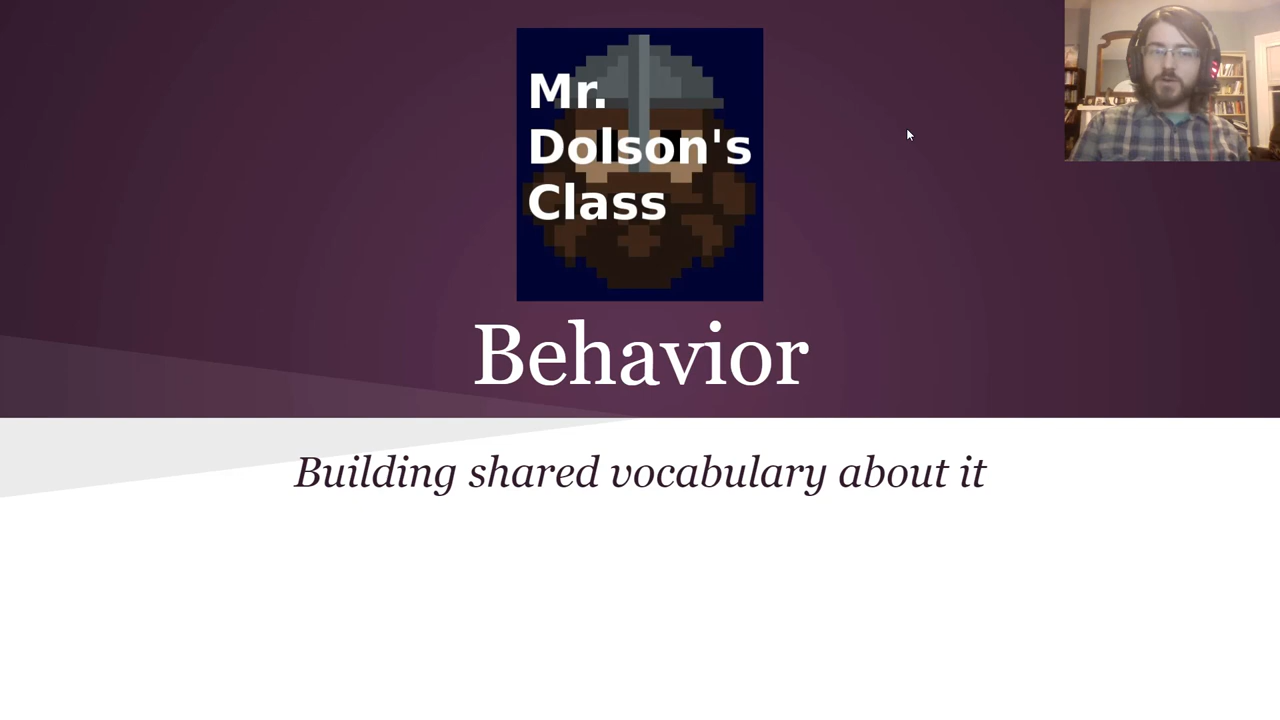 Mr.
Dolson's
Class
Behavior
Building shared vocabulary about it